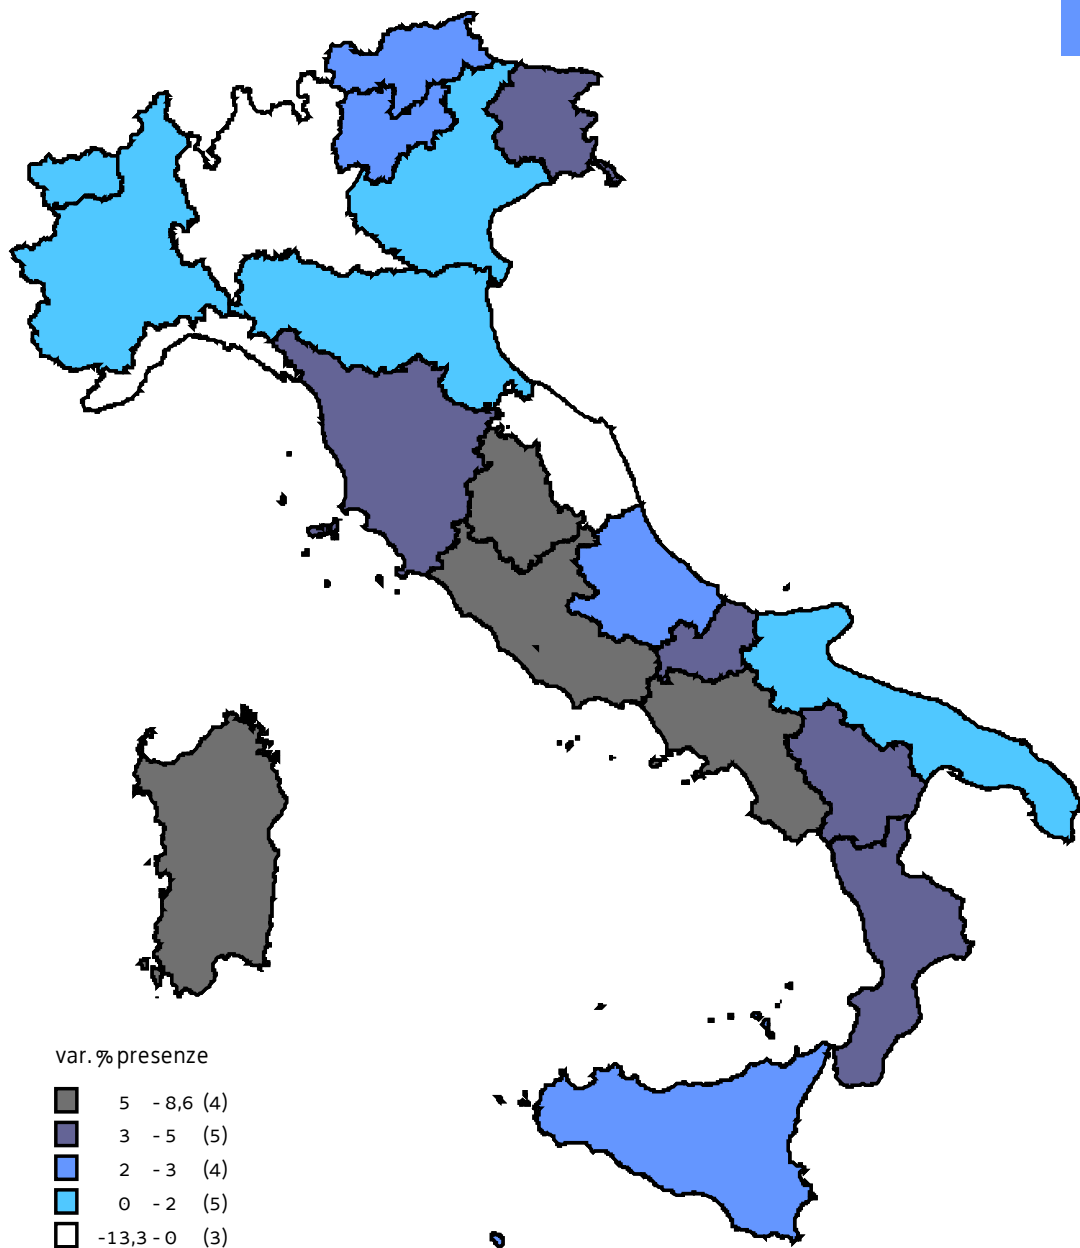 var. % presenze
5 - 8,6 (4)
3 - 5 (5)
2 - 3 (4)
0 - 2 (5)
-13,3 - 0 (3)